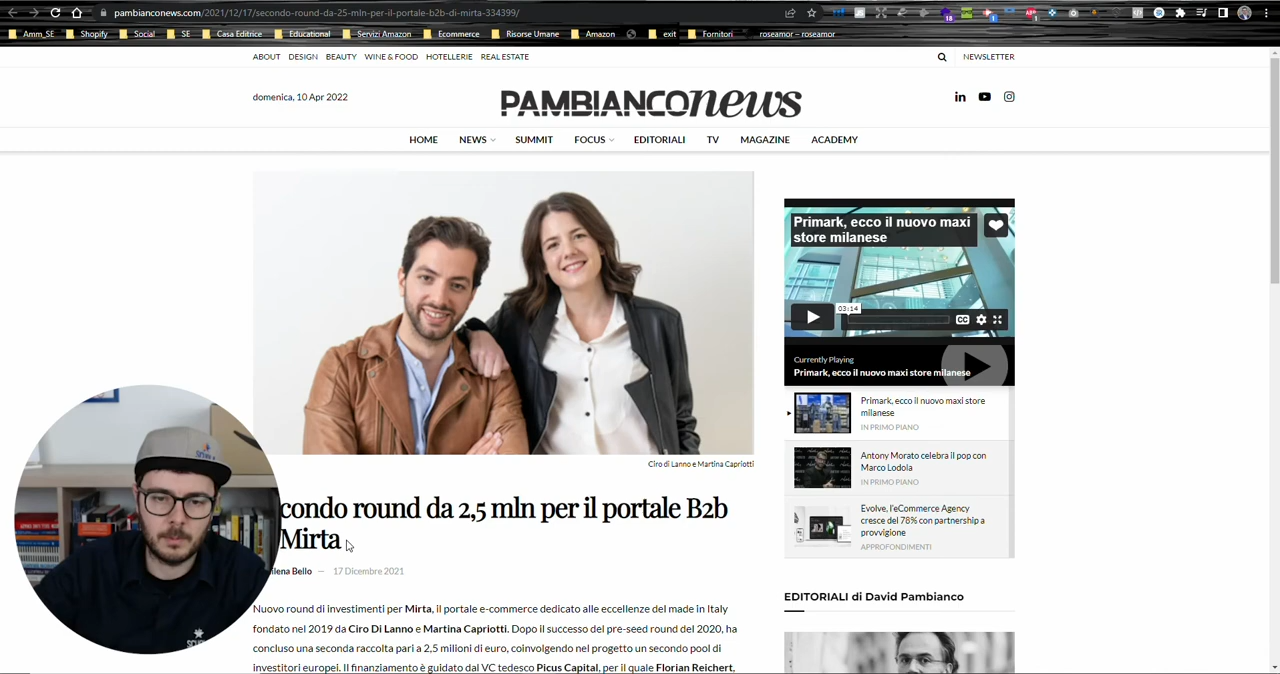 pambianconews.com/2021/12/17/secondo-round-da-25-mln-per-il-portale-b2b-di-mirta-334399/
Amm_SE Shopify Social SE Casa Editrice Educational Servizi Amazon Ecommerce Risorse Umane Amazon exit Fornitori roseamor – roseamor
ABOUT DESIGN BEAUTY WINE & FOOD HOTELLERIE REAL ESTATE NEWSLETTER
domenica, 10 Apr 2022
PAMBIANCOnews
HOME NEWS SUMMIT FOCUS EDITORIALI TV MAGAZINE ACADEMY
Primark, ecco il nuovo maxi
store milanese
03:14
CC
Currently Playing
Primark, ecco il nuovo maxi store milanese
Primark, ecco il nuovo maxi store
milanese
IN PRIMO PIANO
Antony Morato celebra il pop con
Marco Lodola
IN PRIMO PIANO
Evolve, l'eCommerce Agency
cresce del 78% con partnership a
provvigione
APPROFONDIMENTI
Ciro di Lanno e Martina Capriotti
condo round da 2,5 mln per il portale B2b
Mirta
ilena Bello — 17 Dicembre 2021
Nuovo round di investimenti per Mirta, il portale e-commerce dedicato alle eccellenze del made in Italy
fondato nel 2019 da Ciro Di Lanno e Martina Capriotti. Dopo il successo del pre-seed round del 2020, ha
concluso una seconda raccolta pari a 2,5 milioni di euro, coinvolgendo nel progetto un secondo pool di
investitori europei. Il finanziamento è guidato dal VC tedesco Picus Capital, per il quale Florian Reichert,
EDITORIALI di David Pambianco